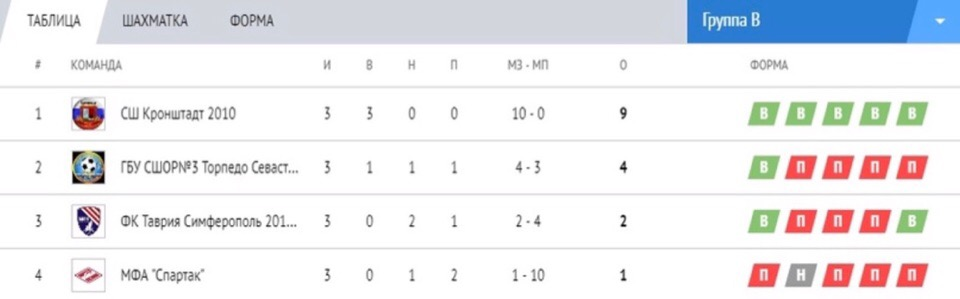 ТАБЛИЦА ШАХМАТКА ФОРМА Группа В
# КОМАНДА И В Н П МЗ - МП О ФОРМА
1 СШ Кронштадт 2010 3 3 0 0 10 - 0 9 В В В В В
2 ГБУ СШОР№3 Торпедо Севаст... 3 1 1 1 4 - 3 4 В П П П П
3 ФК Таврия Симферополь 201... 3 0 2 1 2 - 4 2 В П П П В
4 МФА "Спартак" 3 0 1 2 1 - 10 1 П Н П П П